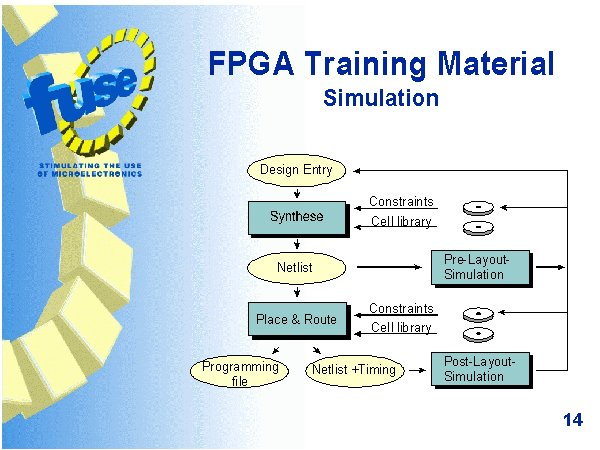 fuse
STIMULATING THE USE
OF MICROELECTRONICS
FPGA Training Material
Simulation
Design Entry
Constraints
Synthese
Cell library
Netlist
Pre-Layout-
Simulation
Constraints
Place & Route
Cell library
Programming
file
Netlist +Timing
Post-Layout-
Simulation
14